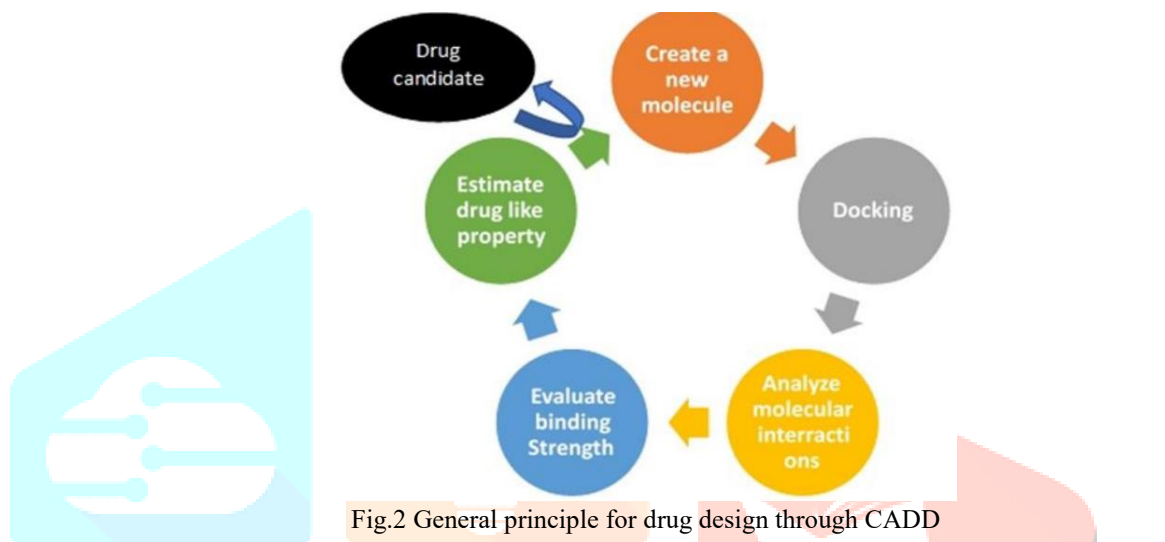 Drug
candidate
Create a
new
molecule
Docking
Analyze
molecular
interracti
ons
Evaluate
binding
Strength
Estimate
drug like
property
Fig.2 General principle for drug design through CADD